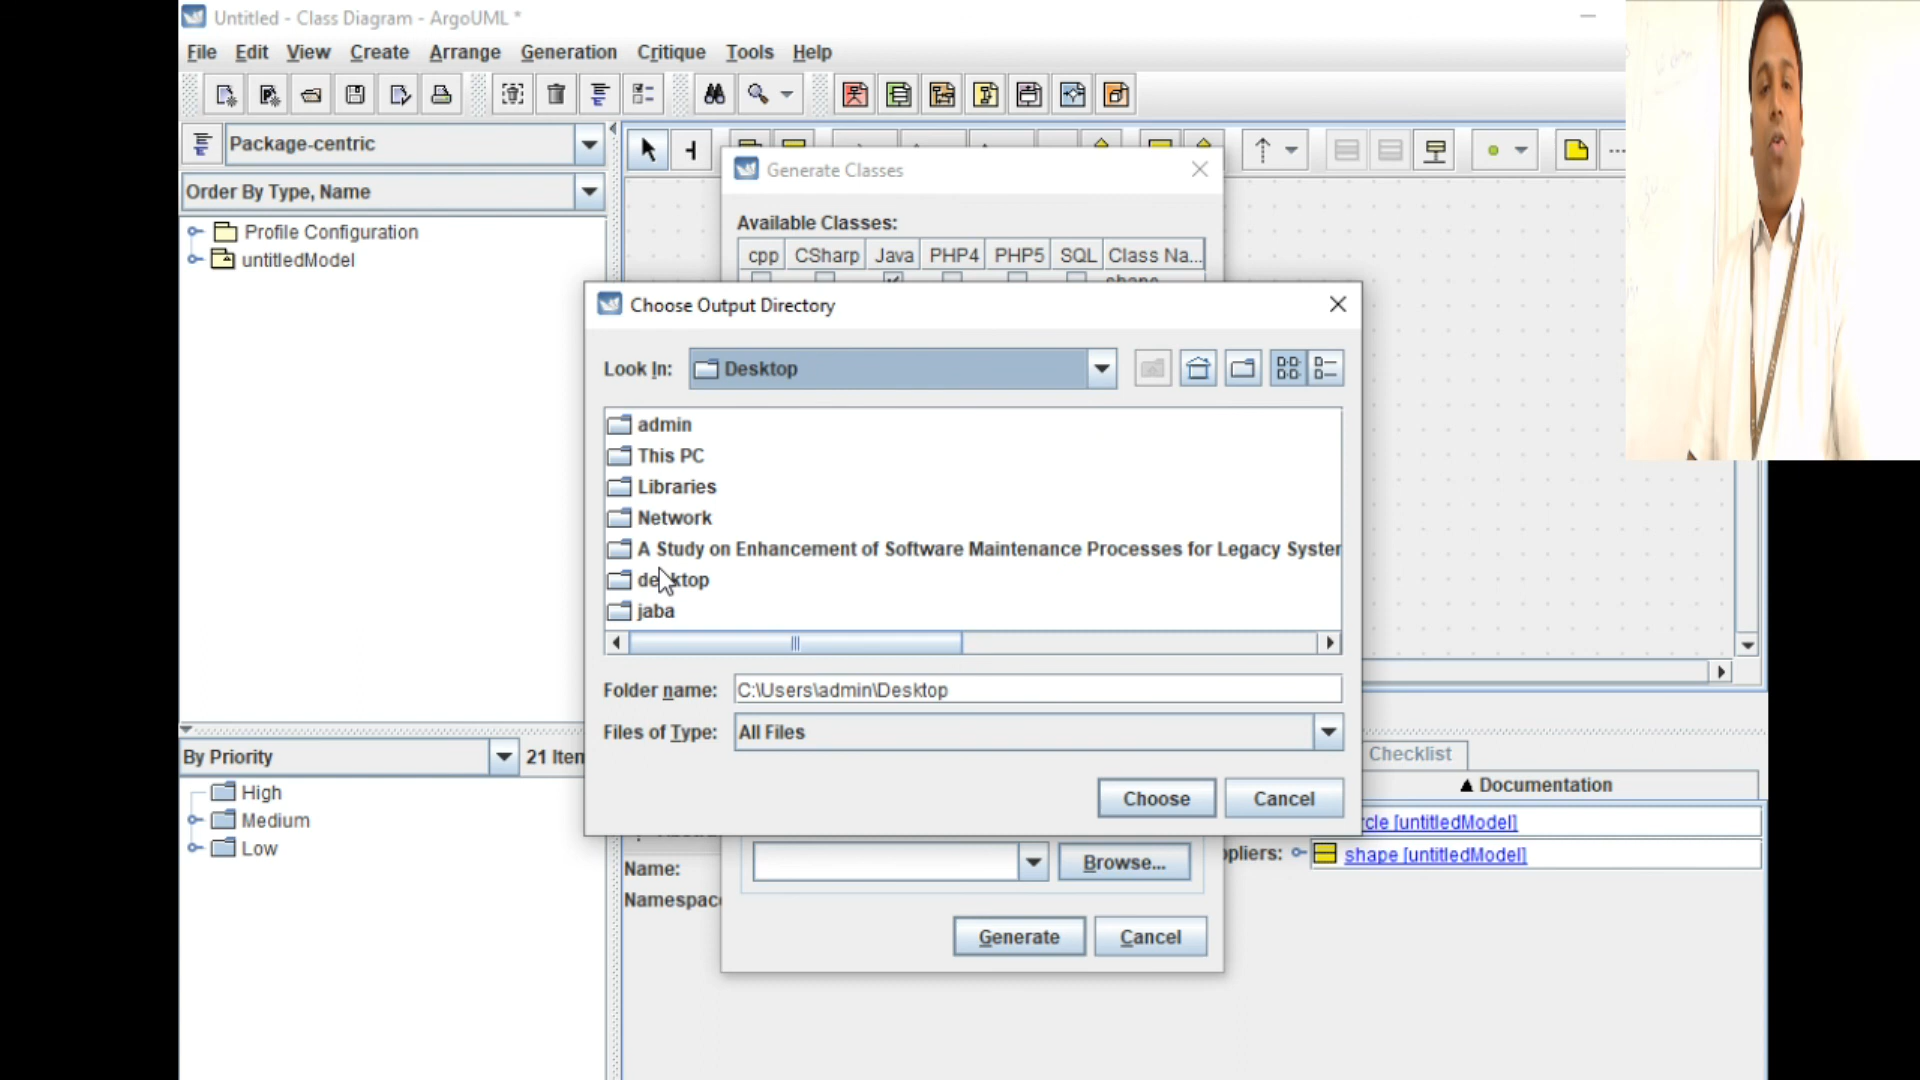 Untitled - Class Diagram - ArgoUML *
File Edit View Create Arrange Generation Critique Tools Help
Package-centric
Order By Type, Name
Profile Configuration
untitledModel
Generate Classes
Available Classes:
cpp CSharp Java PHP4 PHP5 SQL Class Na...
shape
Choose Output Directory
Look In: Desktop
admin
This PC
Libraries
Network
A Study on Enhancement of Software Maintenance Processes for Legacy System
desktop
jaba
Folder name: C:\Users\admin\Desktop
Files of Type: All Files
Choose Cancel
By Priority 21 Iten
High
Medium
Low
Checklist
Documentation
rcle [untitledModel]
ppliers: shape [untitledModel]
Name:
Namespac
Browse...
Generate Cancel